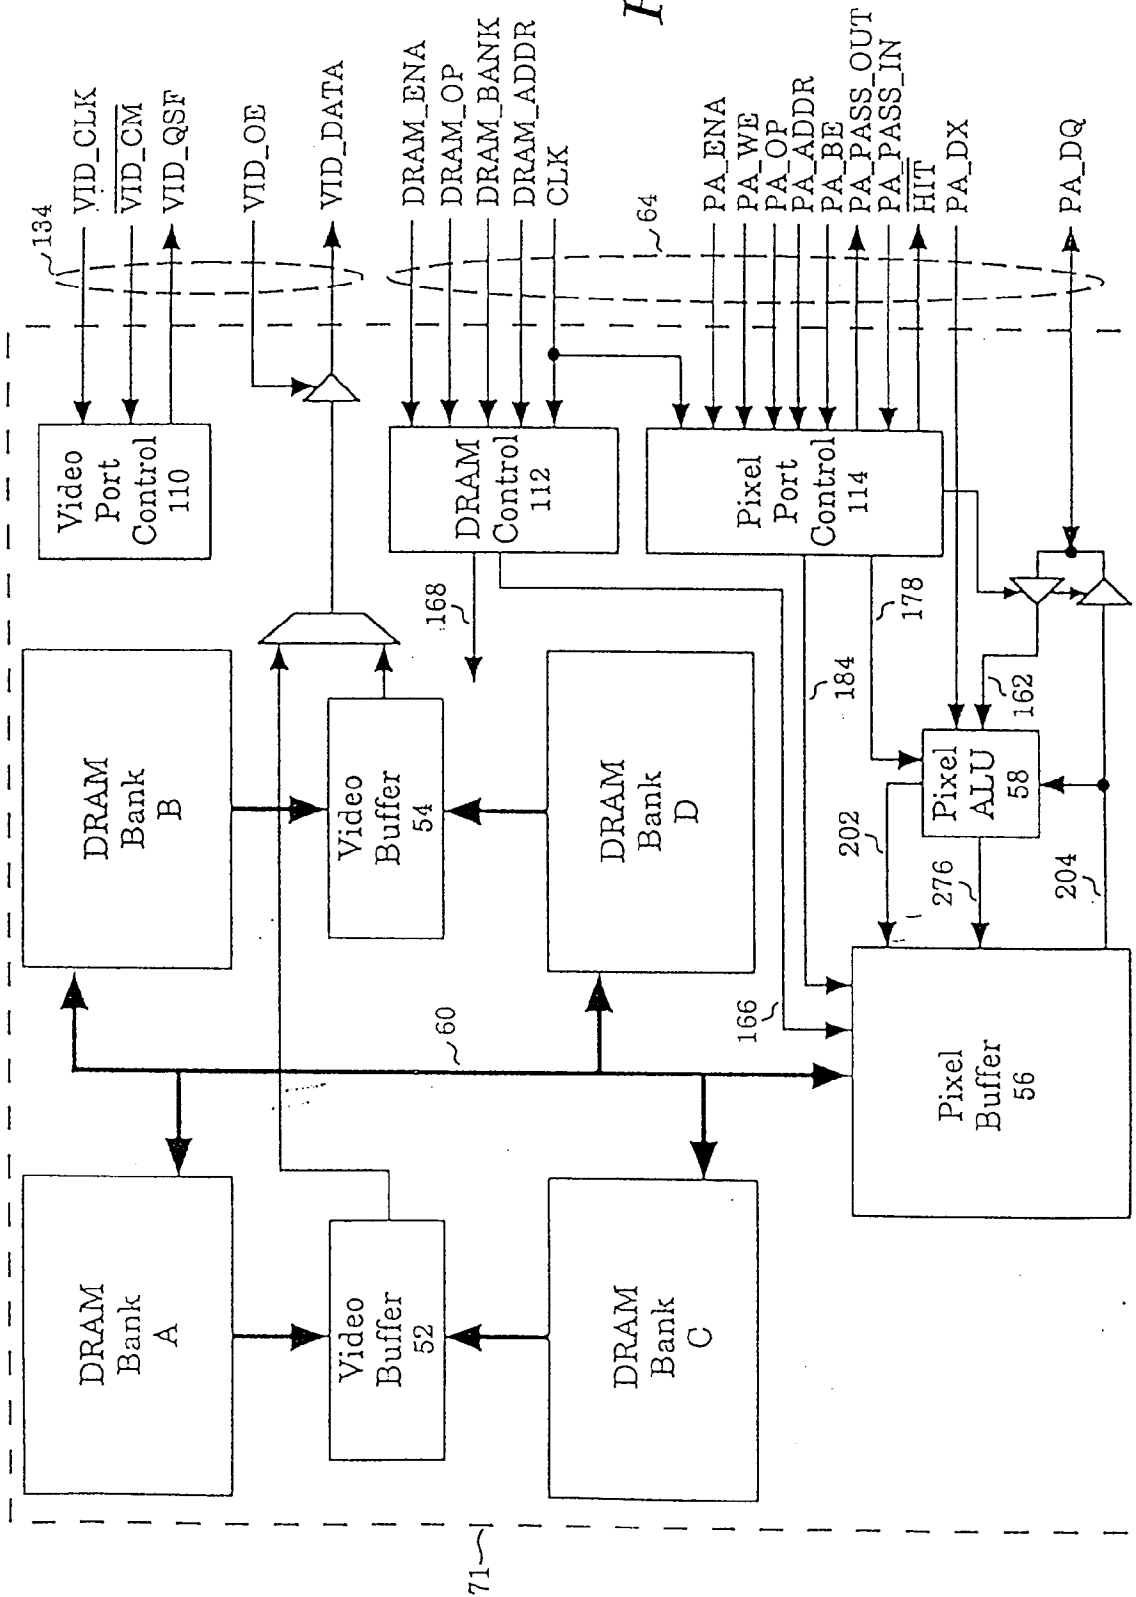 71
DRAM
Bank
A
Video
Buffer
52
DRAM
Bank
C
DRAM
Bank
B
Video
Buffer
54
DRAM
Bank
D
60
Pixel
Buffer
56
166
184
168
178
202
276
204
162
Pixel
ALU
58
Video
Port
Control
110
DRAM
Control
112
Pixel
Port
Control
114
134
64
VID_CLK
V̅I̅D̅_̅C̅M̅
VID_QSF
VID_OE
VID_DATA
DRAM_ENA
DRAM_OP
DRAM_BANK
DRAM_ADDR
CLK
PA_ENA
PA_WE
PA_OP
PA_ADDR
PA_BE
PA_PASS_OUT
PA_PASS_IN
H̅I̅T̅
PA_DX
PA_DQ